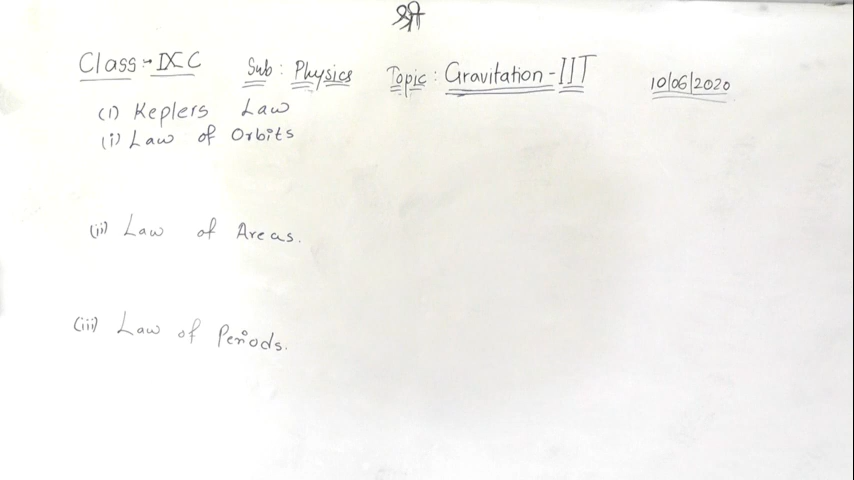 श्री
Class :- IX C Sub : Physics Topic : Gravitation - IIT 10/06/2020
(1) Keplers Law
(i) Law of Orbits
(ii) Law of Areas.
(iii) Law of Periods.